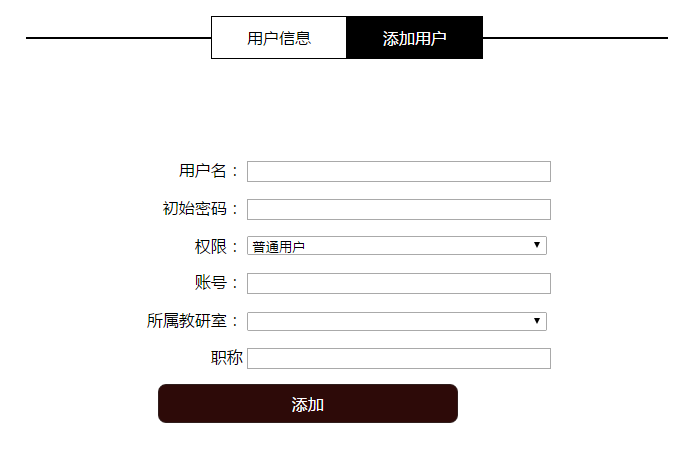 用户信息 添加用户
用户名：
初始密码：
权限： 普通用户
账号：
所属教研室：
职称
添加